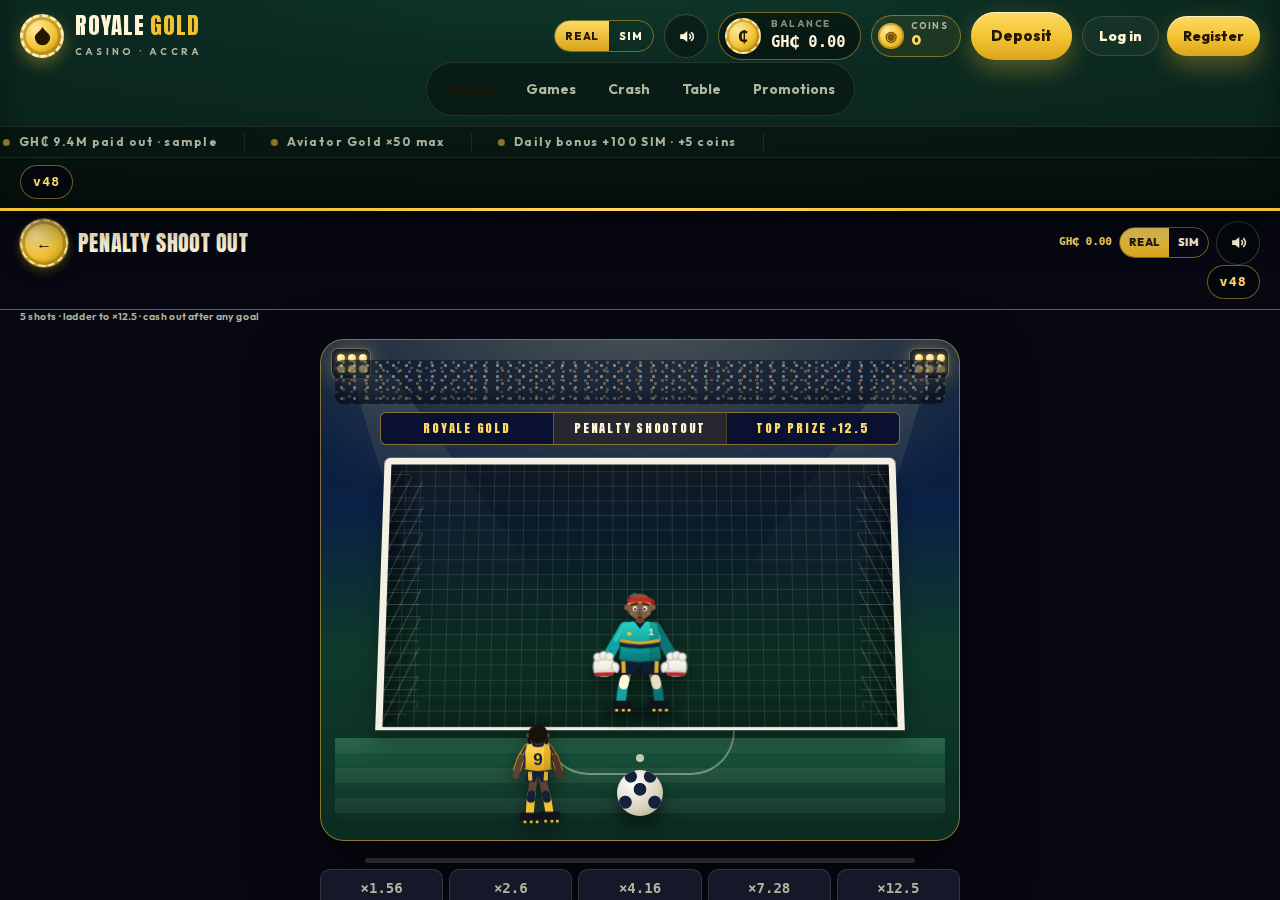 ROYALE GOLD
CASINO · ACCRA
REAL SIM
₵
BALANCE
GH₵ 0.00
COINS
0
Deposit
Log in
Register
Games Crash Table Promotions
GH₵ 9.4M paid out · sample
Aviator Gold ×50 max
Daily bonus +100 SIM · +5 coins
v48
← PENALTY SHOOT OUT
GH₵ 0.00 REAL SIM
v48
5 shots · ladder to ×12.5 · cash out after any goal
ROYALE GOLD PENALTY SHOOTOUT TOP PRIZE ×12.5
1
9
×1.56 ×2.6 ×4.16 ×7.28 ×12.5